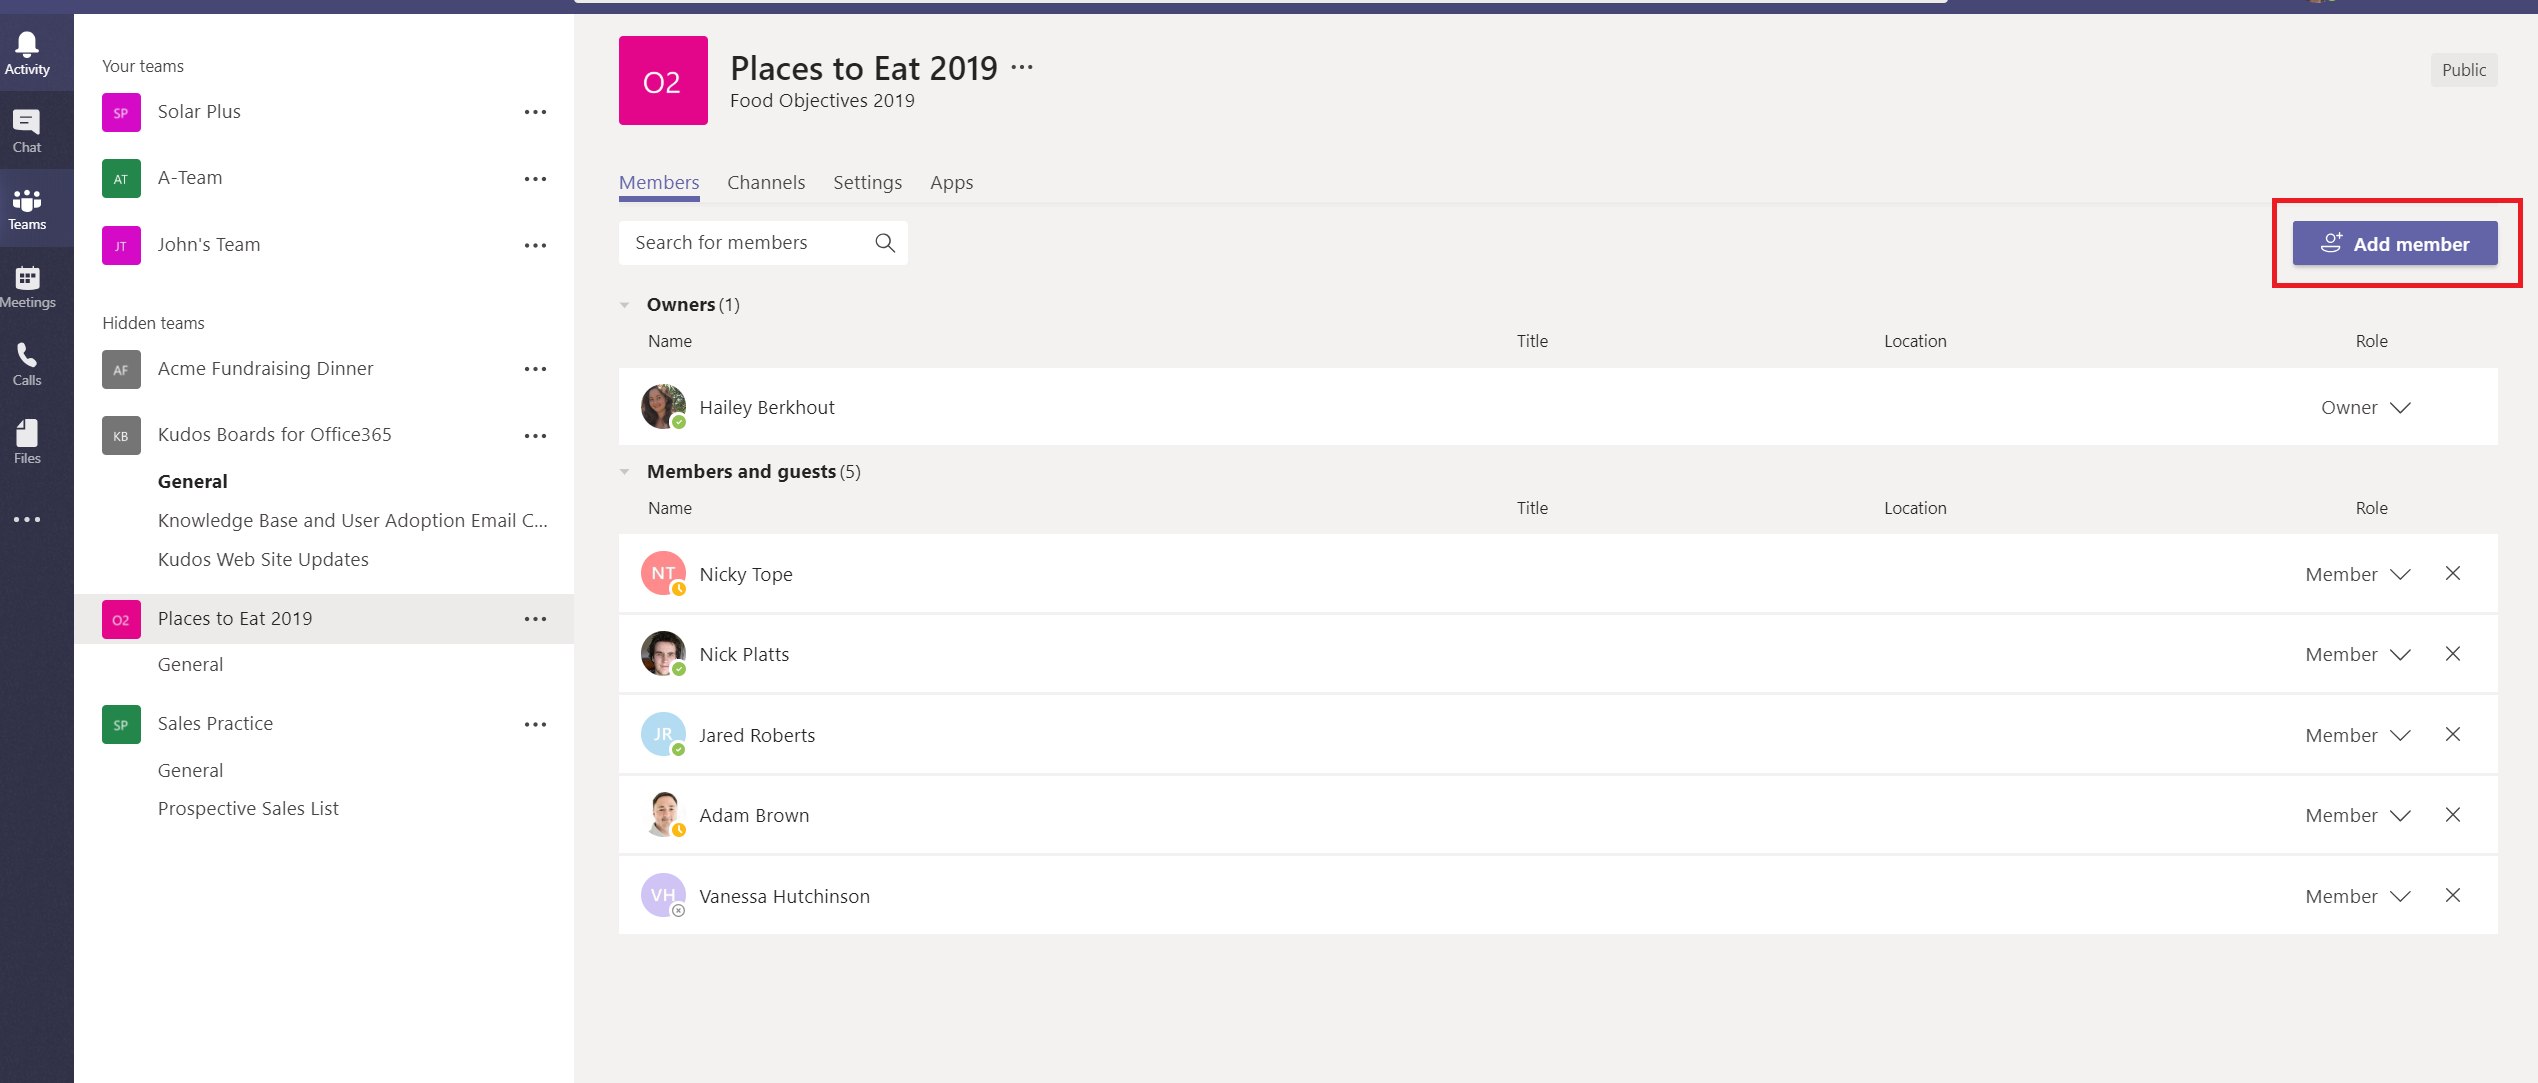 Activity
Chat
Teams
Meetings
Calls
Files
Your teams
SP Solar Plus
AT A-Team
JT John's Team
Hidden teams
AF Acme Fundraising Dinner
KB Kudos Boards for Office365
General
Knowledge Base and User Adoption Email C...
Kudos Web Site Updates
O2 Places to Eat 2019
General
SP Sales Practice
General
Prospective Sales List
O2
Places to Eat 2019
Food Objectives 2019
Public
Members Channels Settings Apps
Search for members
Add member
Owners (1)
Name Title Location Role
Hailey Berkhout Owner
Members and guests (5)
Name Title Location Role
NT Nicky Tope Member
Nick Platts Member
JR Jared Roberts Member
Adam Brown Member
VH Vanessa Hutchinson Member